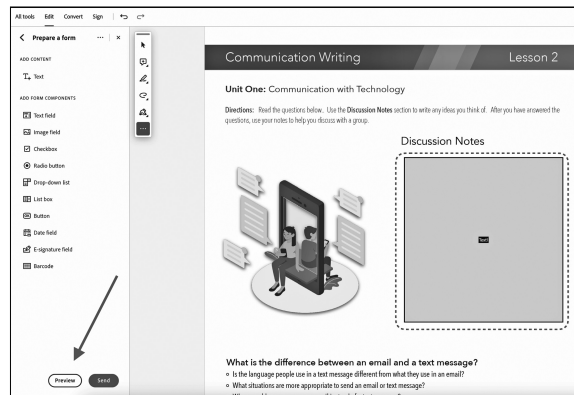 All tools Edit Convert Sign
Prepare a form
ADD CONTENT
Text
ADD FORM COMPONENTS
Text field
Image field
Checkbox
Radio button
Drop-down list
List box
Button
Date field
E-signature field
Barcode
Preview Send
Communication Writing Lesson 2
Unit One: Communication with Technology
Directions: Read the questions below. Use the Discussion Notes section to write any ideas you think of. After you have answered the
questions, use your notes to help you discuss with a group.
Discussion Notes
Text1
What is the difference between an email and a text message?
Is the language people use in a text message different from what they use in an email?
What situations are more appropriate to send an email or text message?